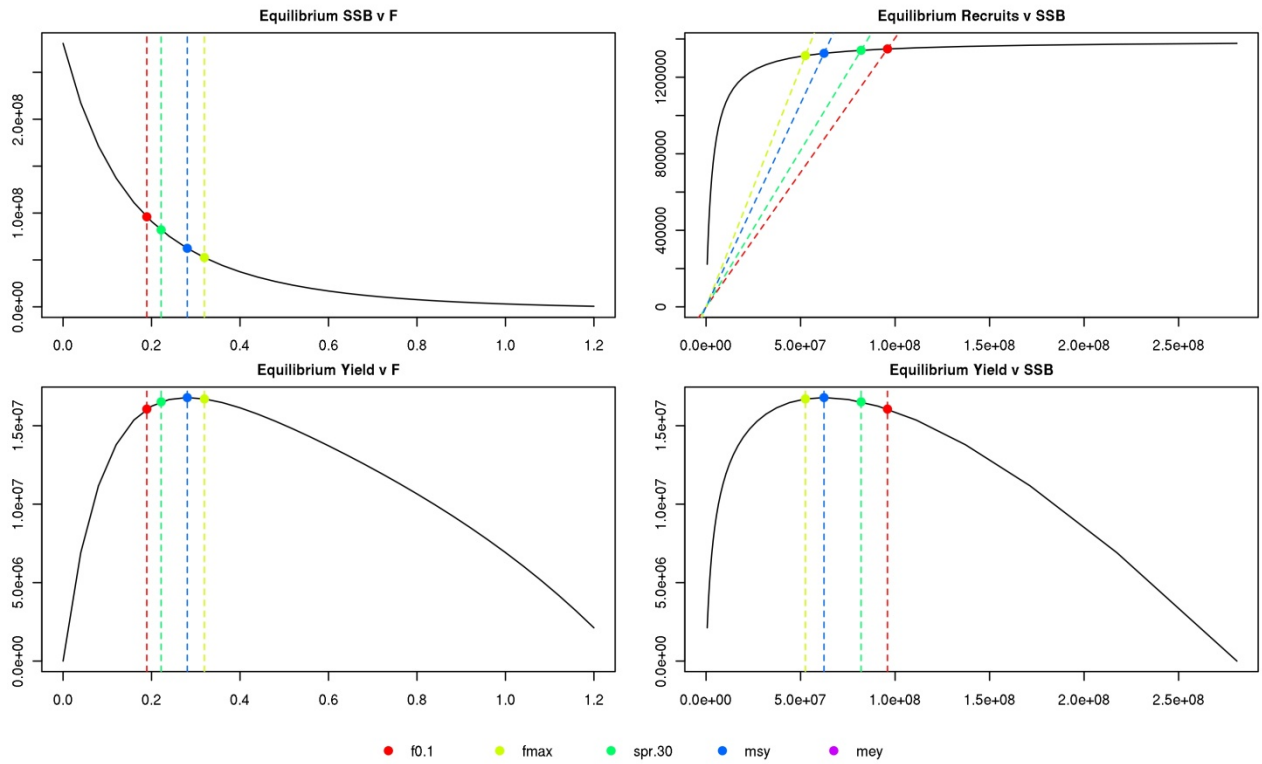 Equilibrium SSB v F
0.0e+00 1.0e+08 2.0e+08
0.0 0.2 0.4 0.6 0.8 1.0 1.2
Equilibrium Recruits v SSB
0 400000 800000 1200000
0.0e+00 5.0e+07 1.0e+08 1.5e+08 2.0e+08 2.5e+08
Equilibrium Yield v F
0.0e+00 5.0e+06 1.0e+07 1.5e+07
0.0 0.2 0.4 0.6 0.8 1.0 1.2
Equilibrium Yield v SSB
0.0e+00 5.0e+06 1.0e+07 1.5e+07
0.0e+00 5.0e+07 1.0e+08 1.5e+08 2.0e+08 2.5e+08
f0.1 fmax spr.30 msy mey